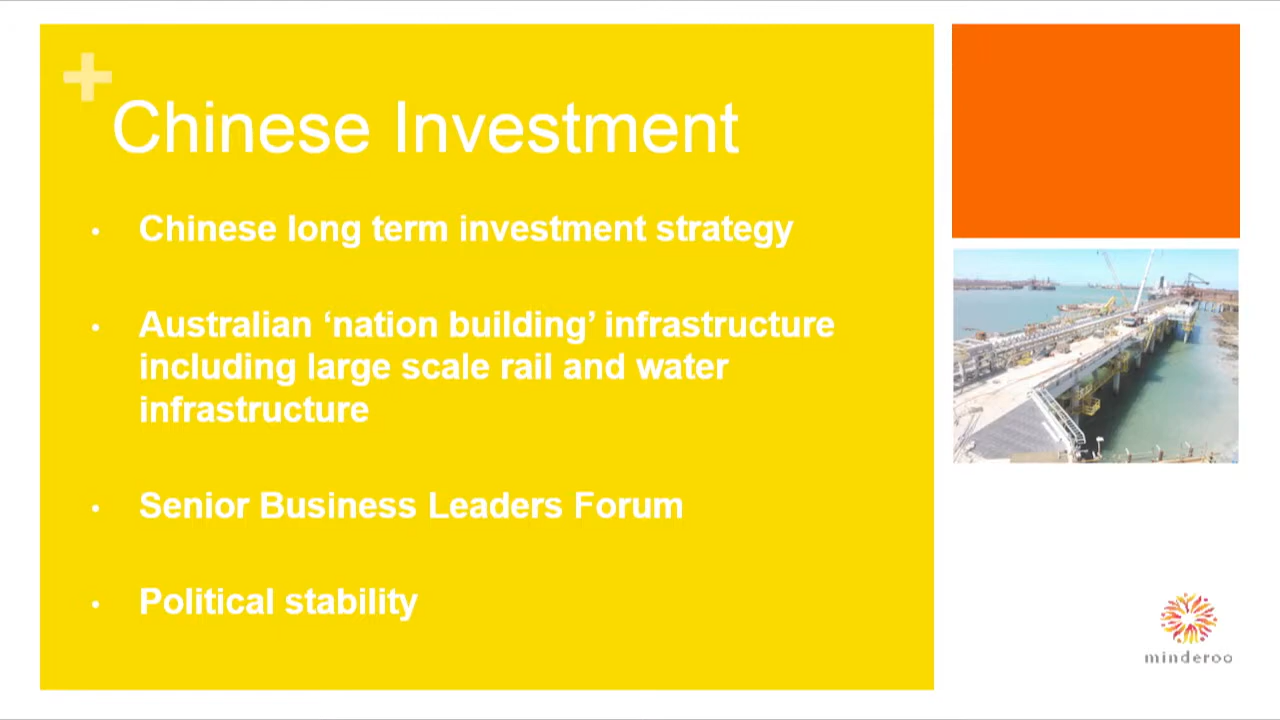 +
Chinese Investment
• Chinese long term investment strategy
• Australian ‘nation building’ infrastructure
including large scale rail and water
infrastructure
• Senior Business Leaders Forum
• Political stability
minderoo